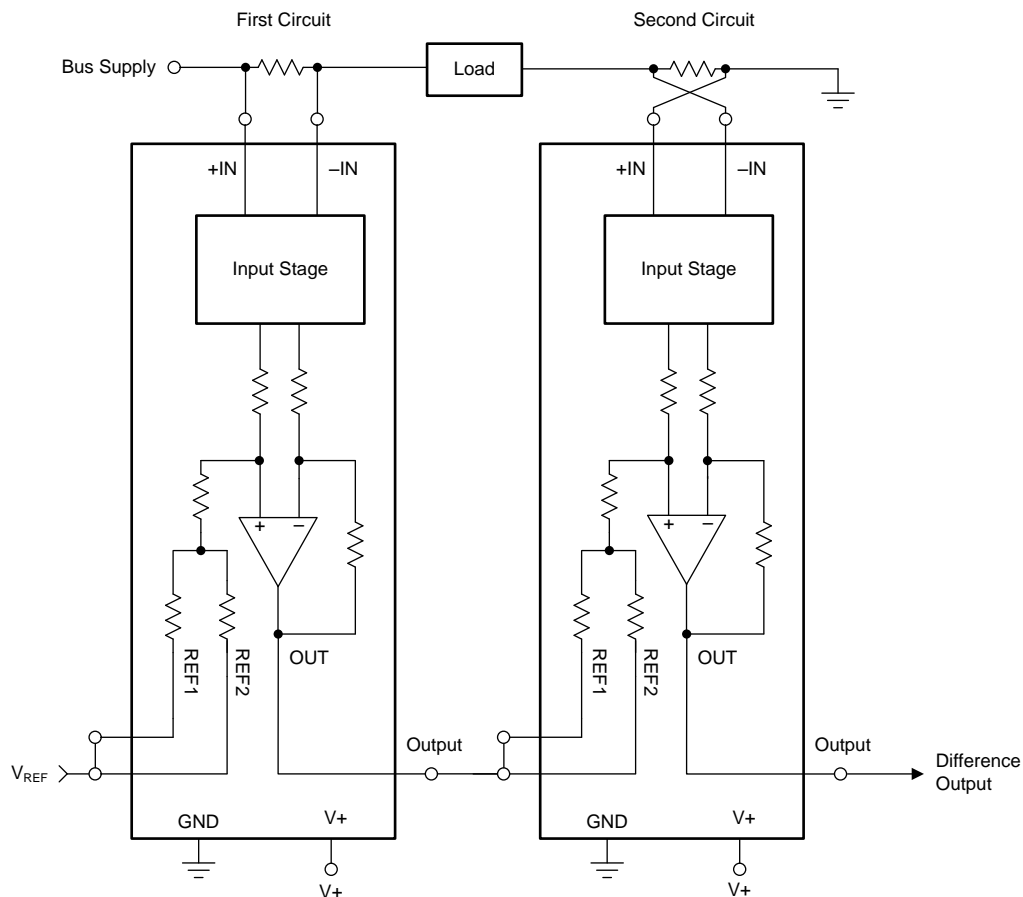 First Circuit
Second Circuit
Bus Supply
Load
+IN
–IN
+IN
–IN
Input Stage
Input Stage
+
–
+
–
OUT
OUT
REF1
REF2
REF1
REF2
Output
Output
VREF
Difference
Output
GND
V+
GND
V+
V+
V+